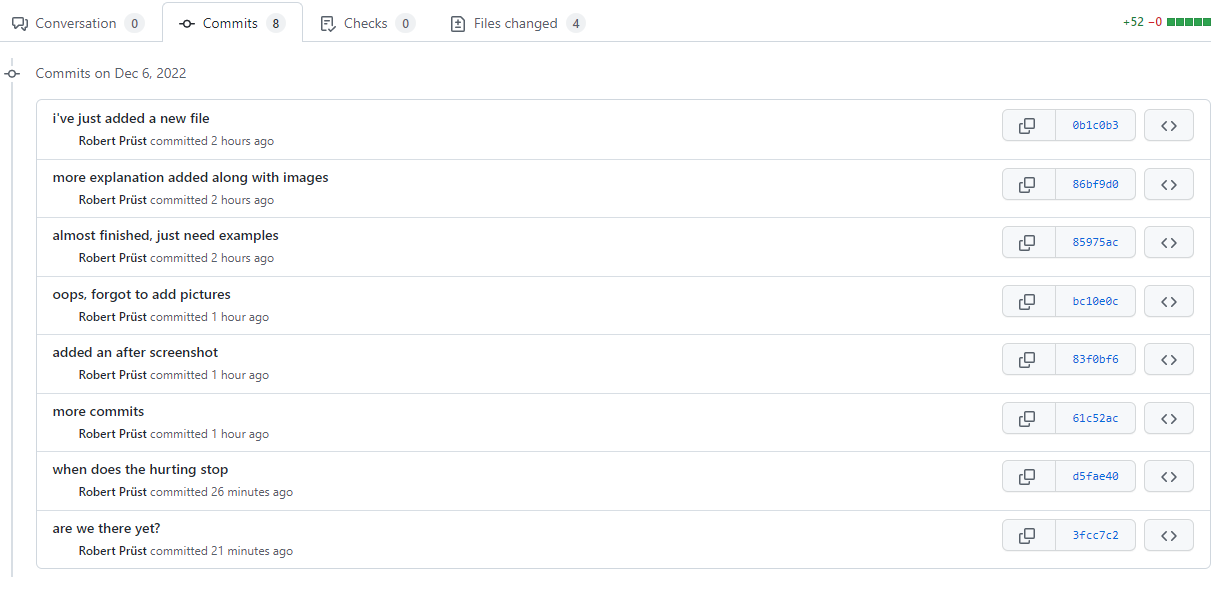 Conversation 0 Commits 8 Checks 0 Files changed 4 +52 −0
Commits on Dec 6, 2022
i've just added a new file
Robert Prüst committed 2 hours ago
0b1c0b3
more explanation added along with images
Robert Prüst committed 2 hours ago
86bf9d0
almost finished, just need examples
Robert Prüst committed 2 hours ago
85975ac
oops, forgot to add pictures
Robert Prüst committed 1 hour ago
bc10e0c
added an after screenshot
Robert Prüst committed 1 hour ago
83f0bf6
more commits
Robert Prüst committed 1 hour ago
61c52ac
when does the hurting stop
Robert Prüst committed 26 minutes ago
d5fae40
are we there yet?
Robert Prüst committed 21 minutes ago
3fcc7c2